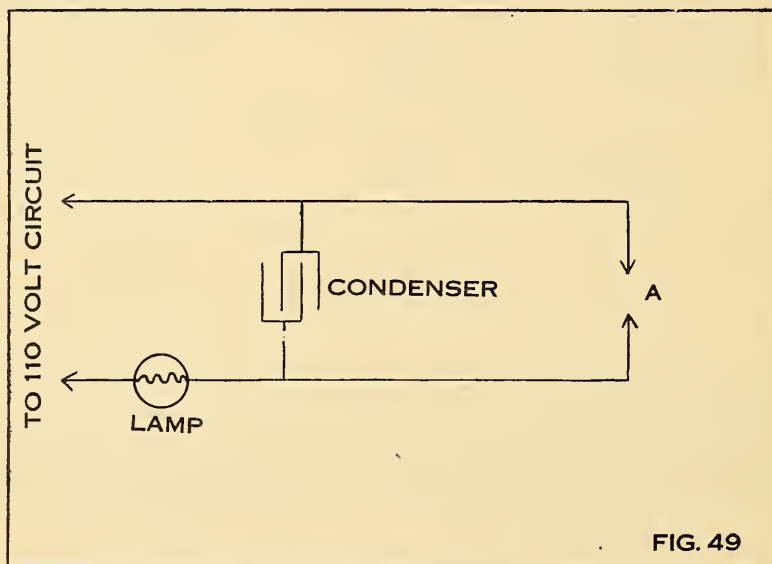 TO 110 VOLT CIRCUIT
CONDENSER
A
LAMP
FIG. 49